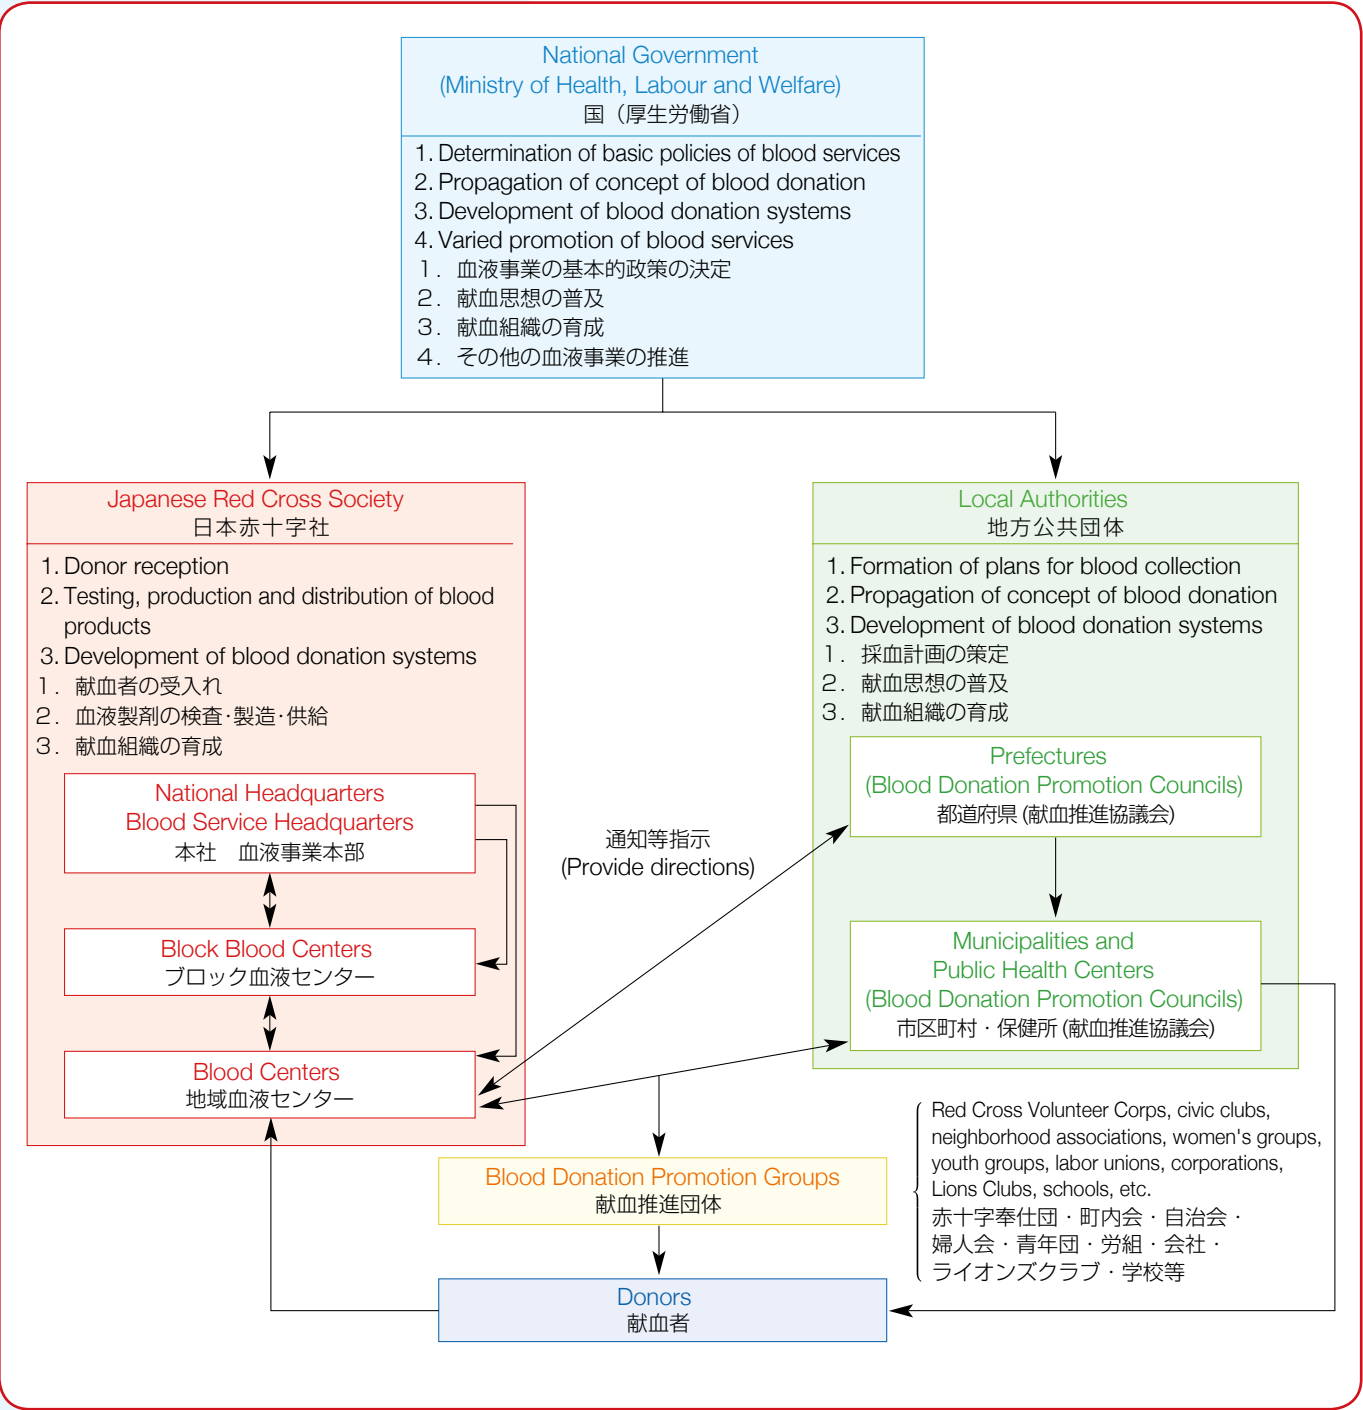 National Government
(Ministry of Health, Labour and Welfare)
国（厚生労働省）
1. Determination of basic policies of blood services
2. Propagation of concept of blood donation
3. Development of blood donation systems
4. Varied promotion of blood services
１．血液事業の基本的政策の決定
２．献血思想の普及
３．献血組織の育成
４．その他の血液事業の推進
Japanese Red Cross Society
日本赤十字社
1. Donor reception
2. Testing, production and distribution of blood
products
3. Development of blood donation systems
１．献血者の受入れ
２．血液製剤の検査・製造・供給
３．献血組織の育成
National Headquarters
Blood Service Headquarters
本社　血液事業本部
Block Blood Centers
ブロック血液センター
Blood Centers
地域血液センター
通知等指示
(Provide directions)
Local Authorities
地方公共団体
1. Formation of plans for blood collection
2. Propagation of concept of blood donation
3. Development of blood donation systems
１．採血計画の策定
２．献血思想の普及
３．献血組織の育成
Prefectures
(Blood Donation Promotion Councils)
都道府県 (献血推進協議会)
Municipalities and
Public Health Centers
(Blood Donation Promotion Councils)
市区町村・保健所 (献血推進協議会)
Blood Donation Promotion Groups
献血推進団体
Red Cross Volunteer Corps, civic clubs,
neighborhood associations, women's groups,
youth groups, labor unions, corporations,
Lions Clubs, schools, etc.
赤十字奉仕団・町内会・自治会・
婦人会・青年団・労組・会社・
ライオンズクラブ・学校等
Donors
献血者